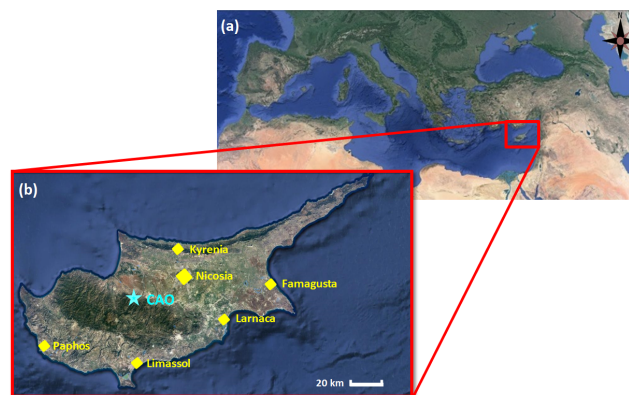 (a)
N
(b)
Kyrenia
Nicosia
CAO
Famagusta
Larnaca
Paphos
Limassol
20 km